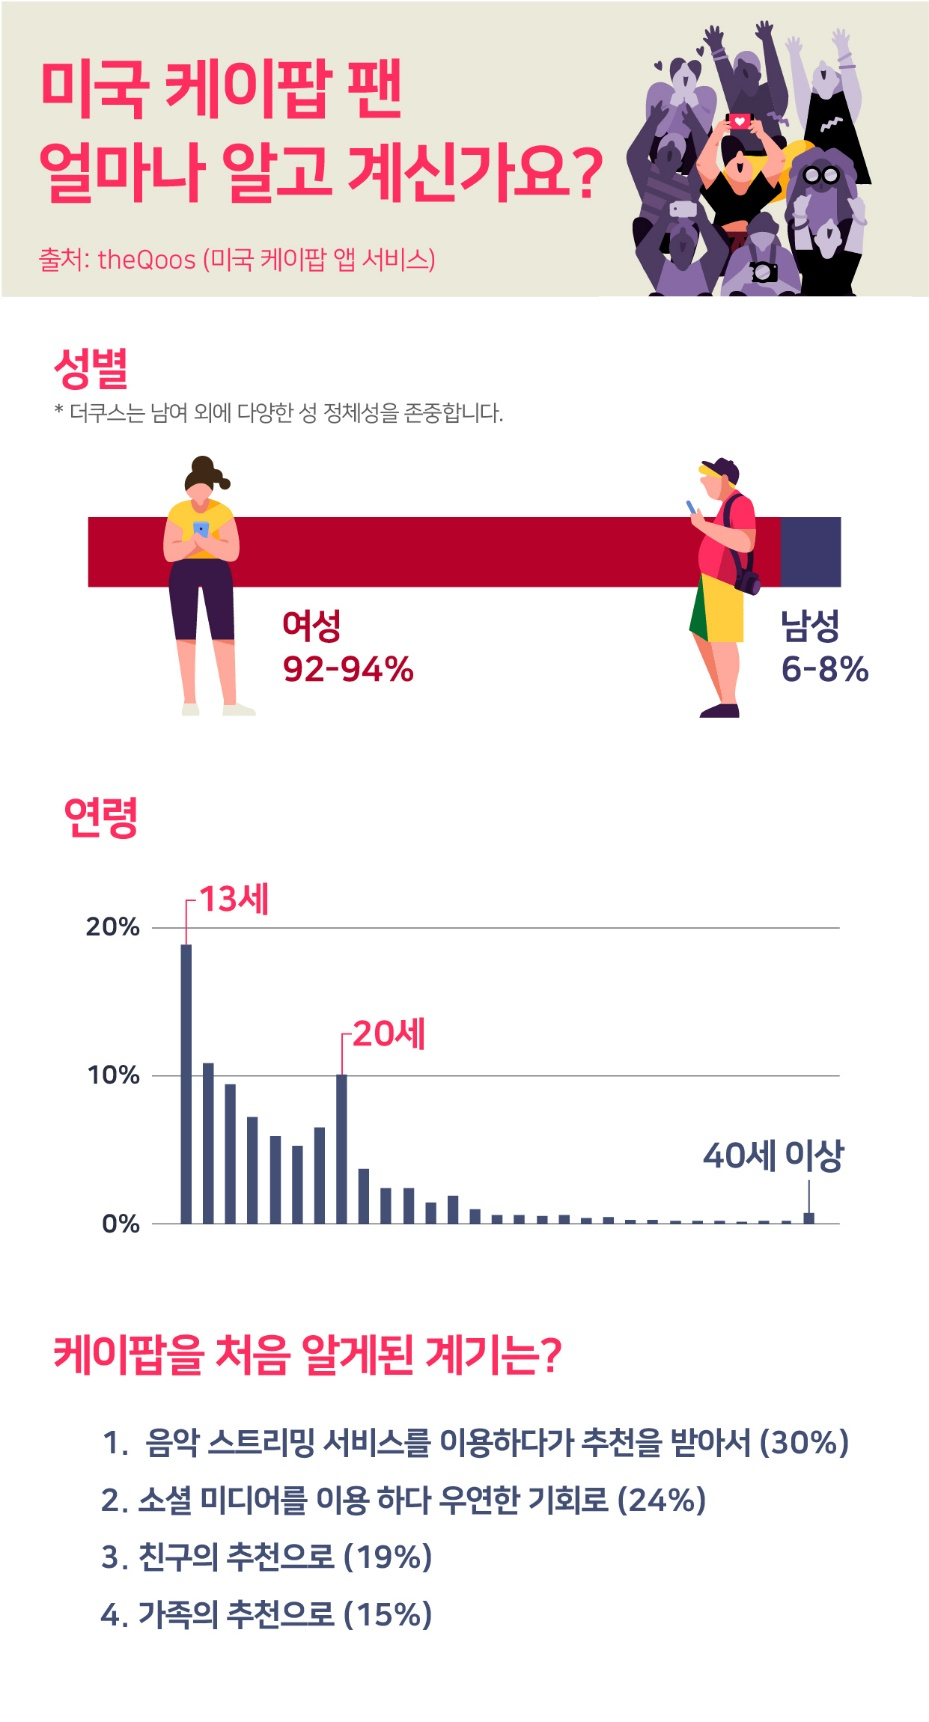 미국 케이팝 팬
얼마나 알고 계신가요?
출처: theQoos (미국 케이팝 앱 서비스)
성별
* 더쿠스는 남여 외에 다양한 성 정체성을 존중합니다.
여성
92-94%
남성
6-8%
연령
13세
20%
20세
10%
40세 이상
0%
케이팝을 처음 알게된 계기는?
1. 음악 스트리밍 서비스를 이용하다가 추천을 받아서 (30%)
2. 소셜 미디어를 이용 하다 우연한 기회로 (24%)
3. 친구의 추천으로 (19%)
4. 가족의 추천으로 (15%)